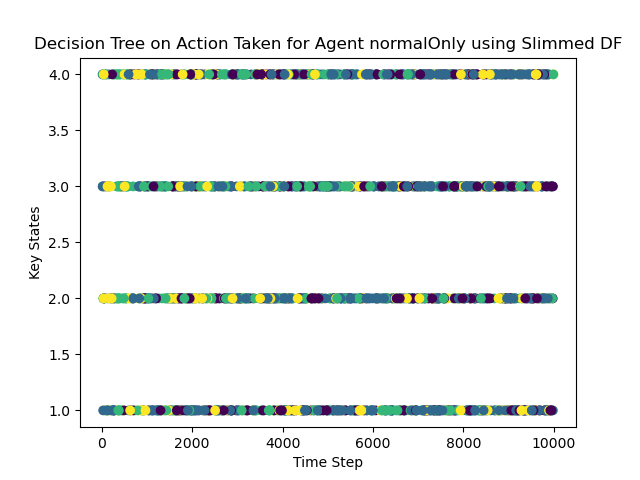 Decision Tree on Action Taken for Agent normalOnly using Slimmed DF
4.0
3.5
3.0
2.5
2.0
1.5
1.0
Key States
0 2000 4000 6000 8000 10000
Time Step